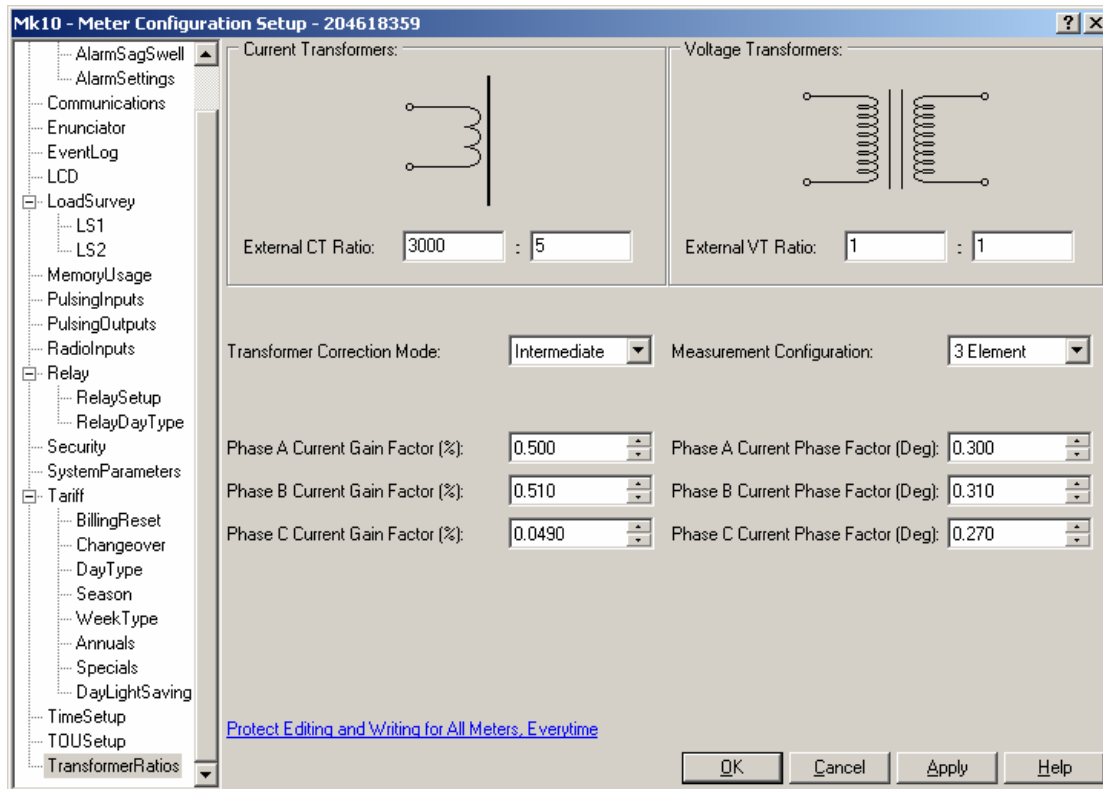 Mk10 - Meter Configuration Setup - 204618359
AlarmSagSwell
AlarmSettings
Communications
Enunciator
EventLog
LCD
LoadSurvey
LS1
LS2
MemoryUsage
PulsingInputs
PulsingOutputs
RadioInputs
Relay
RelaySetup
RelayDayType
Security
SystemParameters
Tariff
BillingReset
Changeover
DayType
Season
WeekType
Annuals
Specials
DayLightSaving
TimeSetup
TOUSetup
TransformerRatios
Current Transformers:
External CT Ratio: 3000 : 5
Voltage Transformers:
External VT Ratio: 1 : 1
Transformer Correction Mode: Intermediate
Measurement Configuration: 3 Element
Phase A Current Gain Factor (%): 0.500
Phase A Current Phase Factor (Deg): 0.300
Phase B Current Gain Factor (%): 0.510
Phase B Current Phase Factor (Deg): 0.310
Phase C Current Gain Factor (%): 0.0490
Phase C Current Phase Factor (Deg): 0.270
Protect Editing and Writing for All Meters, Everytime
OK Cancel Apply Help